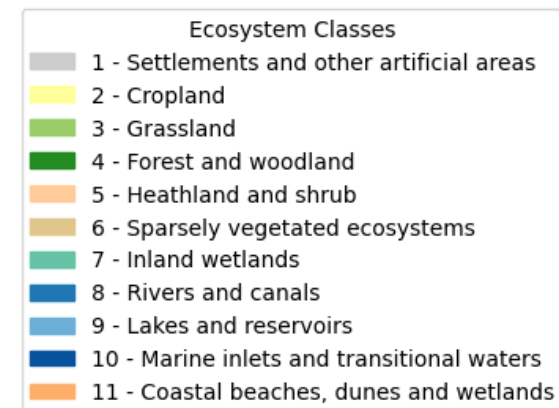 Ecosystem Classes
1 - Settlements and other artificial areas
2 - Cropland
3 - Grassland
4 - Forest and woodland
5 - Heathland and shrub
6 - Sparsely vegetated ecosystems
7 - Inland wetlands
8 - Rivers and canals
9 - Lakes and reservoirs
10 - Marine inlets and transitional waters
11 - Coastal beaches, dunes and wetlands